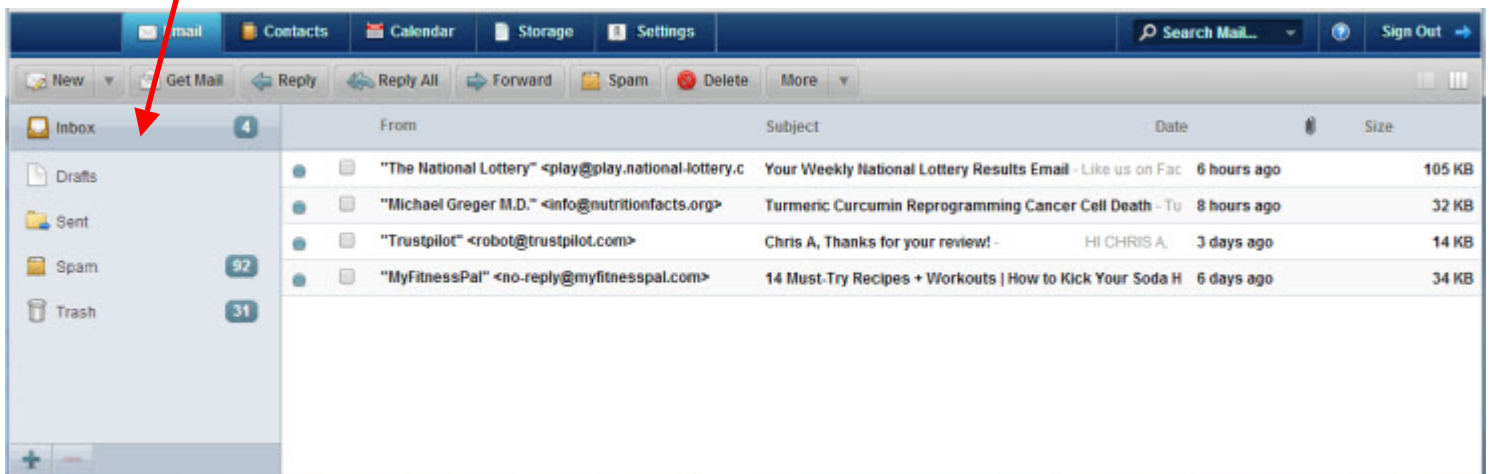 Email Contacts Calendar Storage Settings Search Mail... Sign Out
New Get Mail Reply Reply All Forward Spam Delete More
Inbox 4 From Subject Date Size
Drafts "The National Lottery" <play@play.national-lottery.c Your Weekly National Lottery Results Email - Like us on Fac 6 hours ago 105 KB
"Michael Greger M.D." <info@nutritionfacts.org> Turmeric Curcumin Reprogramming Cancer Cell Death - Tu 8 hours ago 32 KB
Sent
"Trustpilot" <robot@trustpilot.com> Chris A, Thanks for your review! - HI CHRIS A, 3 days ago 14 KB
Spam 92
"MyFitnessPal" <no-reply@myfitnesspal.com> 14 Must-Try Recipes + Workouts | How to Kick Your Soda H 6 days ago 34 KB
Trash 31